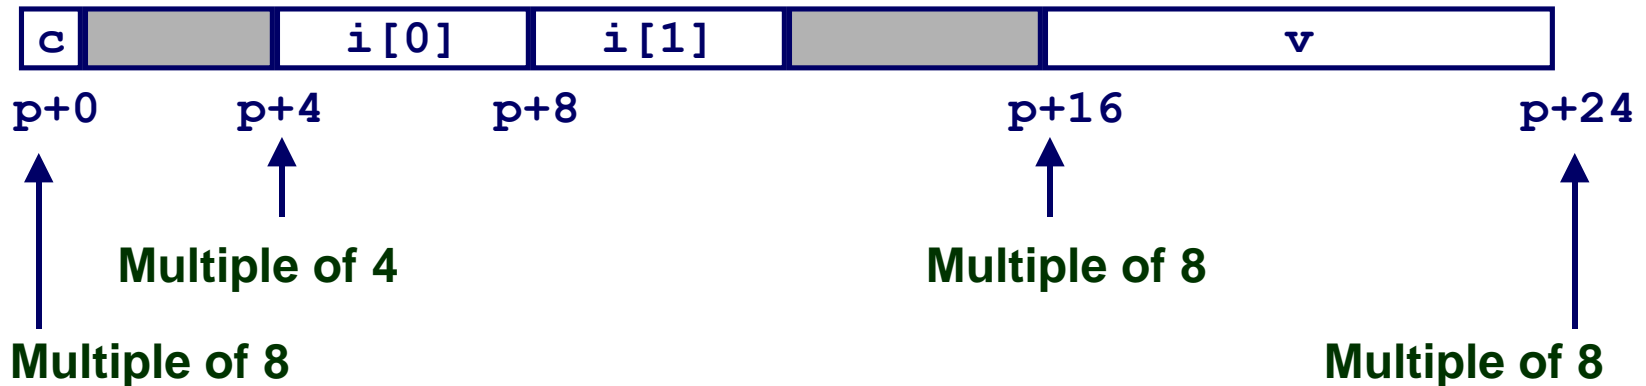 c i[0] i[1] v
p+0 p+4 p+8 p+16 p+24
Multiple of 4 Multiple of 8
Multiple of 8 Multiple of 8